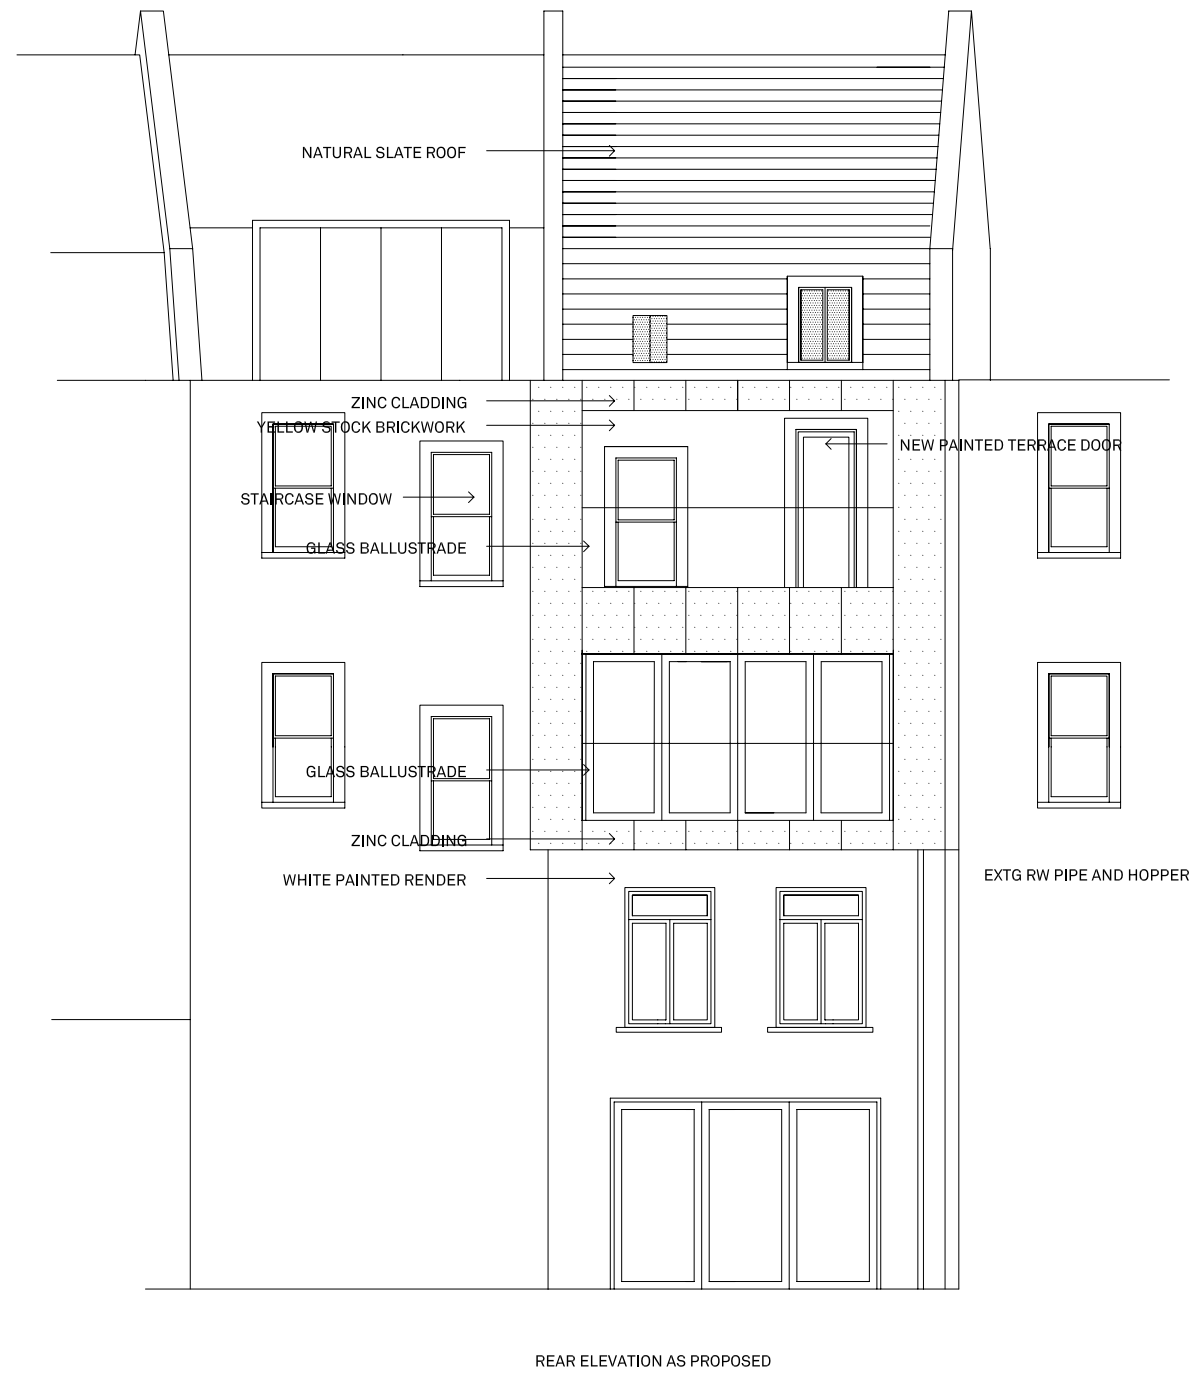 NATURAL SLATE ROOF
ZINC CLADDING
YELLOW STOCK BRICKWORK
NEW PAINTED TERRACE DOOR
STAIRCASE WINDOW
GLASS BALLUSTRADE
GLASS BALLUSTRADE
ZINC CLADDING
WHITE PAINTED RENDER
EXTG RW PIPE AND HOPPER
REAR ELEVATION AS PROPOSED